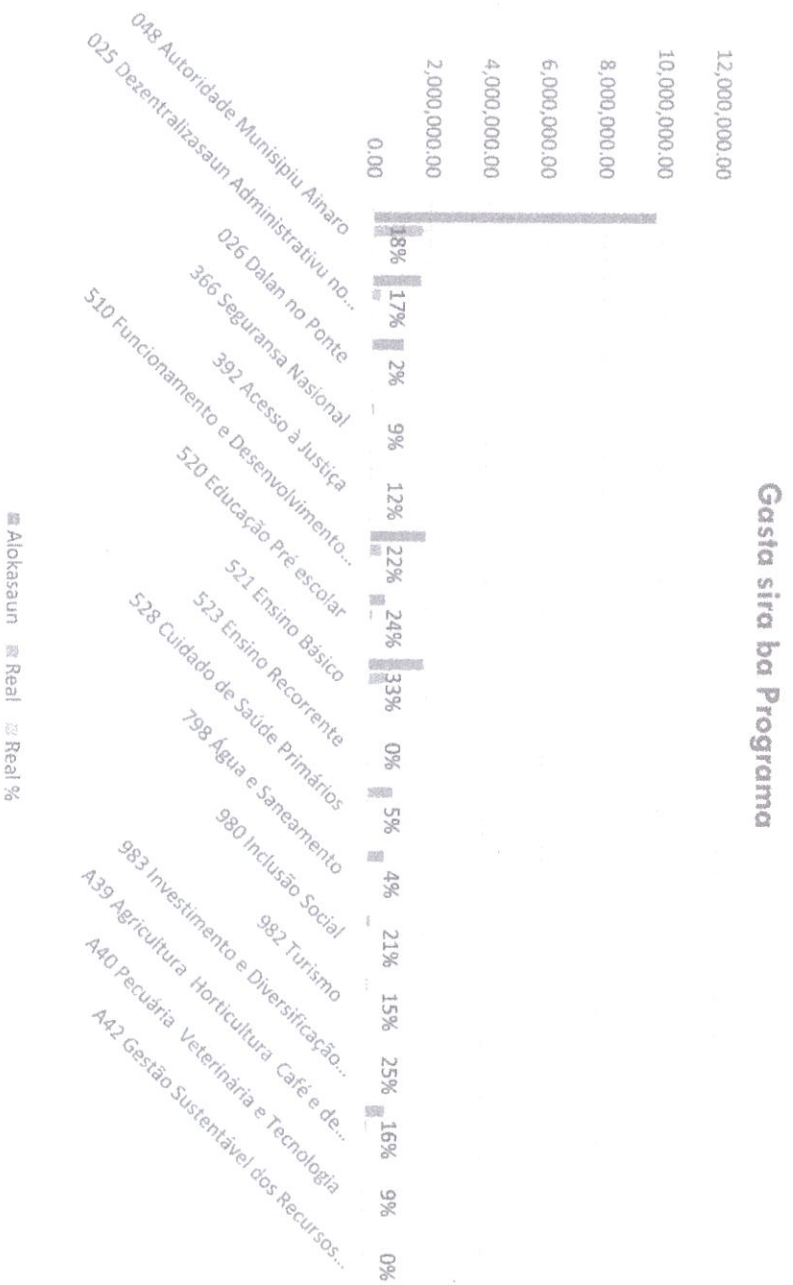 Gasta sira ba Programa
12,000,000.00
10,000,000.00
8,000,000.00
6,000,000.00
4,000,000.00
2,000,000.00
0.00
18%
17%
2%
9%
12%
22%
24%
33%
0%
5%
4%
21%
15%
25%
16%
9%
0%
048 Autoridade Munisipiu Ainaro
025 Dezentralizasaun Administrativu no...
026 Dalan no Ponte
366 Seguransa Nasional
392 Acesso à Justiça
510 Funcionamento e Desenvolvimento...
520 Educação Pré escolar
521 Ensino Básico
523 Ensino Recorrente
528 Cuidado de Saúde Primários
798 Água e Saneamento
980 Inclusão Social
982 Turismo
983 Investimento e Diversificação...
A39 Agricultura Horticultura Café e de...
A40 Pecuária Veterinária e Tecnologia
A42 Gestão Sustentável dos Recursos...
Alokasaun Real Real %